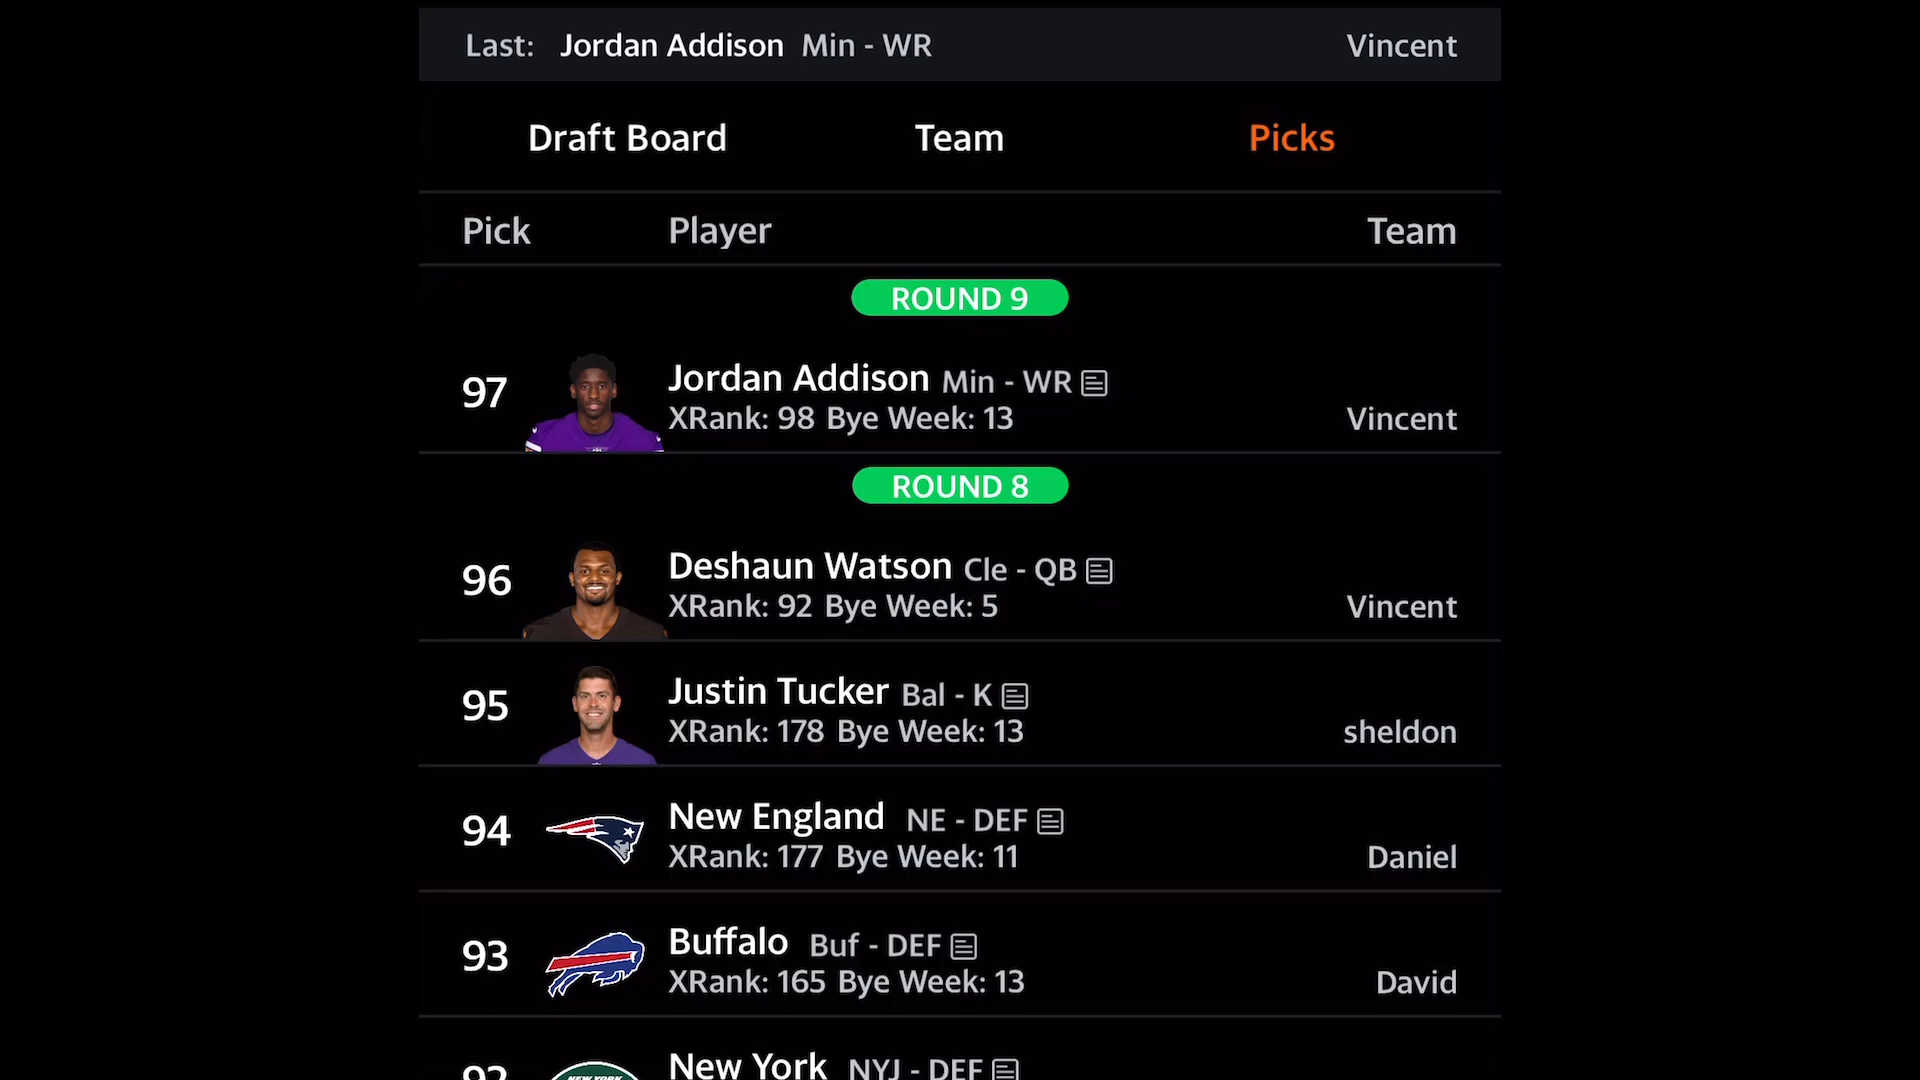 Last: Jordan Addison Min - WR Vincent
Draft Board Team Picks
Pick Player Team
ROUND 9
97 Jordan Addison Min - WR
XRank: 98 Bye Week: 13 Vincent
ROUND 8
96 Deshaun Watson Cle - QB
XRank: 92 Bye Week: 5 Vincent
95 Justin Tucker Bal - K
XRank: 178 Bye Week: 13 sheldon
94 New England NE - DEF
XRank: 177 Bye Week: 11 Daniel
93 Buffalo Buf - DEF
XRank: 165 Bye Week: 13 David
92 New York NYJ - DEF
NEW YORK